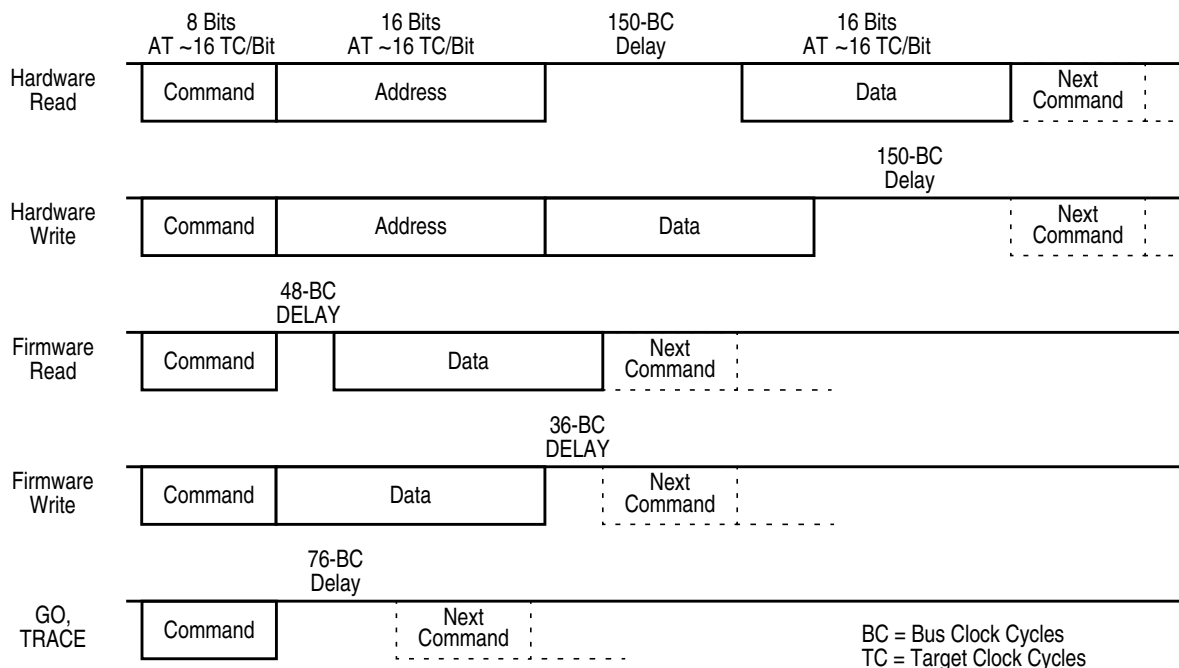 8 Bits
AT ~16 TC/Bit
16 Bits
AT ~16 TC/Bit
150-BC
Delay
16 Bits
AT ~16 TC/Bit
Hardware
Read
Command
Address
Data
Next
Command
150-BC
Delay
Hardware
Write
Command
Address
Data
Next
Command
48-BC
DELAY
Firmware
Read
Command
Data
Next
Command
36-BC
DELAY
Firmware
Write
Command
Data
Next
Command
76-BC
Delay
GO,
TRACE
Command
Next
Command
BC = Bus Clock Cycles
TC = Target Clock Cycles